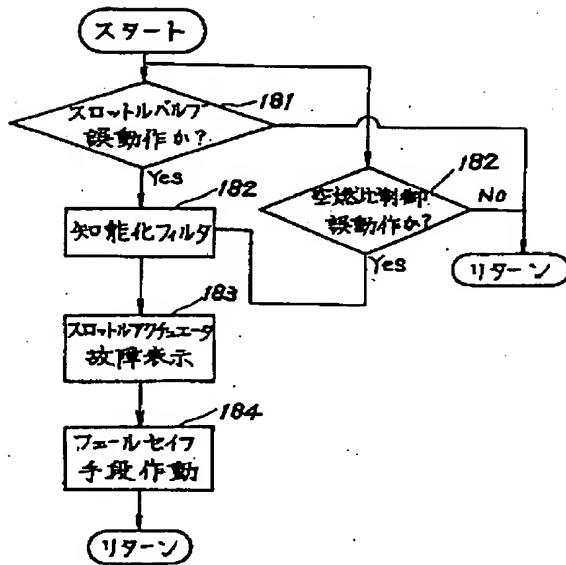 スタート
スロットルバルブ
誤動作か?
181
Yes
182
知能化フィルタ
空燃比制御
誤動作か?
182
No
Yes
リターン
183
スロットルアクチュエータ
故障表示
184
フェールセイフ
手段作動
リターン